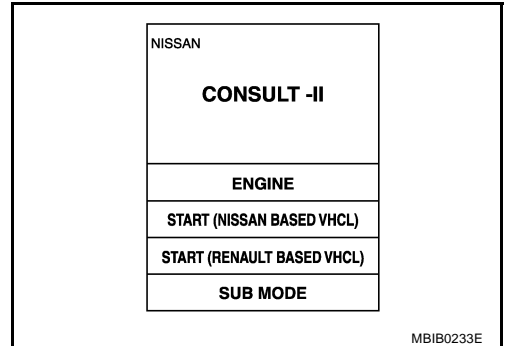 NISSAN
CONSULT -II
ENGINE
START (NISSAN BASED VHCL)
START (RENAULT BASED VHCL)
SUB MODE
MBIB0233E